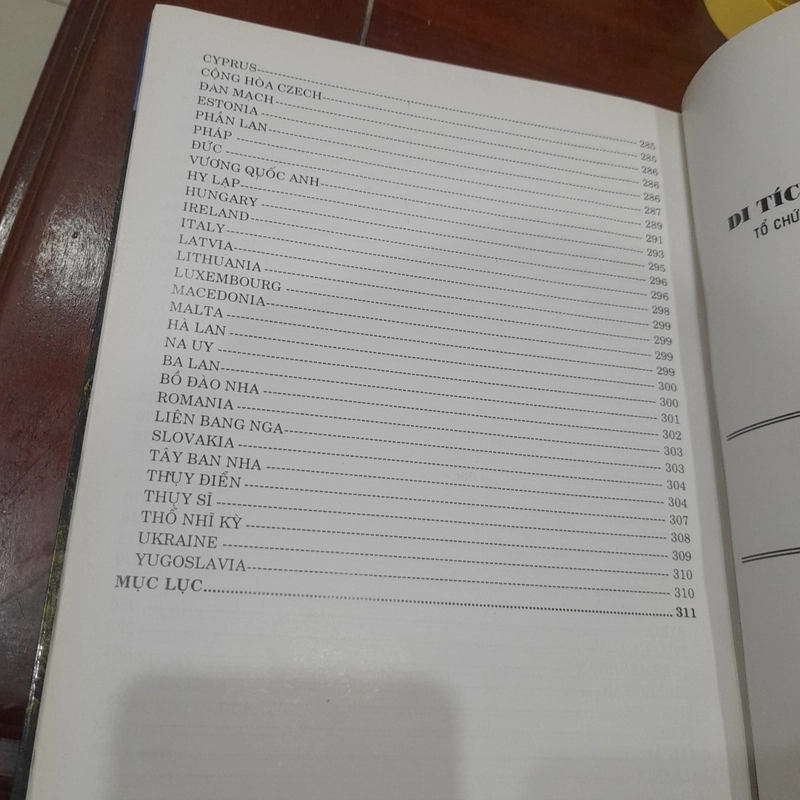 CYPRUS 285
CỘNG HÒA CZECH 285
ĐAN MẠCH 286
ESTONIA 286
PHẦN LAN 286
PHÁP 287
ĐỨC 289
VƯƠNG QUỐC ANH 291
HY LẠP 293
HUNGARY 295
IRELAND 296
ITALY 296
LATVIA 298
LITHUANIA 299
LUXEMBOURG 299
MACEDONIA 299
MALTA 299
HÀ LAN 300
NA UY 300
BA LAN 301
BỒ ĐÀO NHA 302
ROMANIA 303
LIÊN BANG NGA 303
SLOVAKIA 304
TÂY BAN NHA 304
THỤY ĐIỂN 307
THỤY SĨ 308
THỔ NHĨ KỲ 309
UKRAINE 310
YUGOSLAVIA 310
MỤC LỤC 311
DI TÍC
TỔ CHỨ